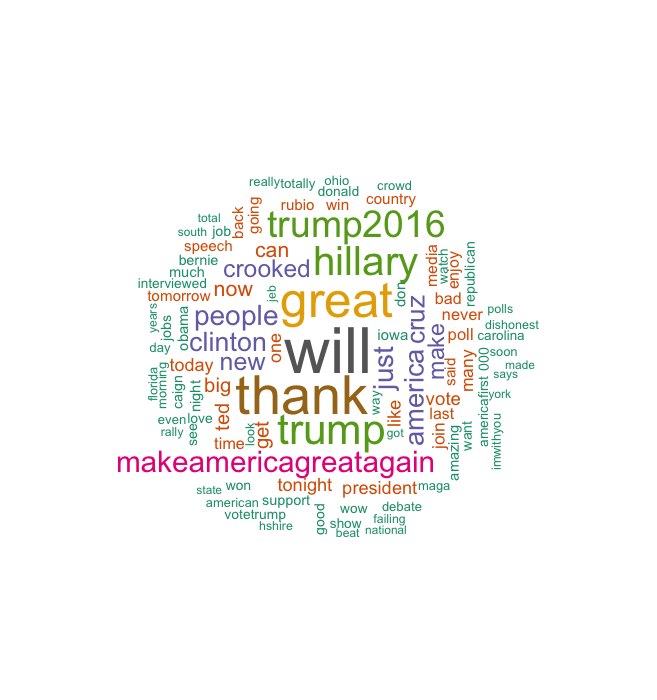 really
totally
ohio
donald
crowd
country
rubio
win
total
south
job
back
going
trump2016
speech
can
bernie
much
crooked
hillary
media
watch
enjoy
republican
interviewed
tomorrow
now
jeb
great
don
bad
years
jobs
obama
people
cruz
never
polls
dishonest
day
clinton
one
will
iowa
make
poll
carolina
today
new
just
america
said
many
first
000
soon
made
says
florida
morning
caign
night
big
thank
way
vote
york
even
love
ted
seen
rally
time
get
look
trump
got
like
last
join
amazing
want
americafirst
imwithyou
makeamericagreatagain
state
won
tonight
president
maga
american
support
votetrump
hshire
good
wow
debate
show
failing
beat
national